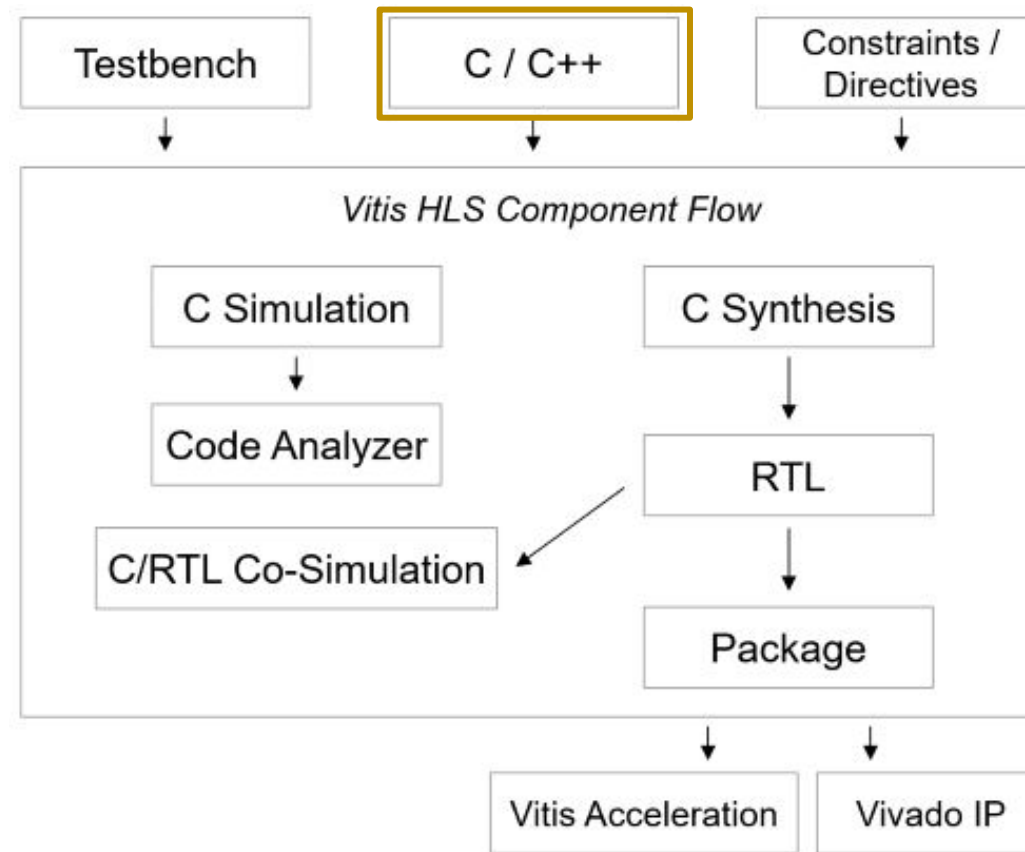 Testbench
C / C++
Constraints /
Directives
Vitis HLS Component Flow
C Simulation
C Synthesis
Code Analyzer
RTL
C/RTL Co-Simulation
Package
Vitis Acceleration
Vivado IP